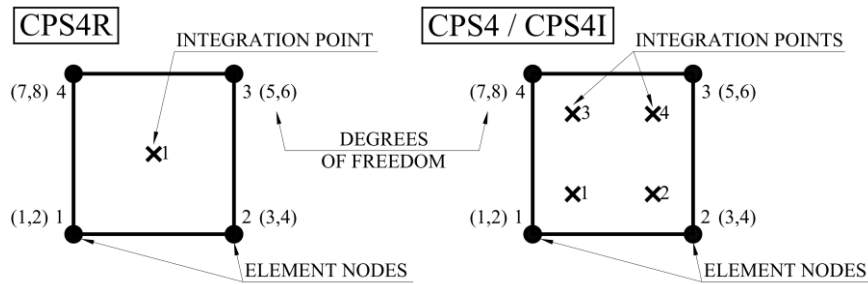 CPS4R
INTEGRATION POINT
CPS4 / CPS4I
INTEGRATION POINTS
(7,8) 4
3 (5,6)
(7,8) 4
3 (5,6)
1
3
4
DEGREES
OF FREEDOM
1
2
(1,2) 1
2 (3,4)
(1,2) 1
2 (3,4)
ELEMENT NODES
ELEMENT NODES